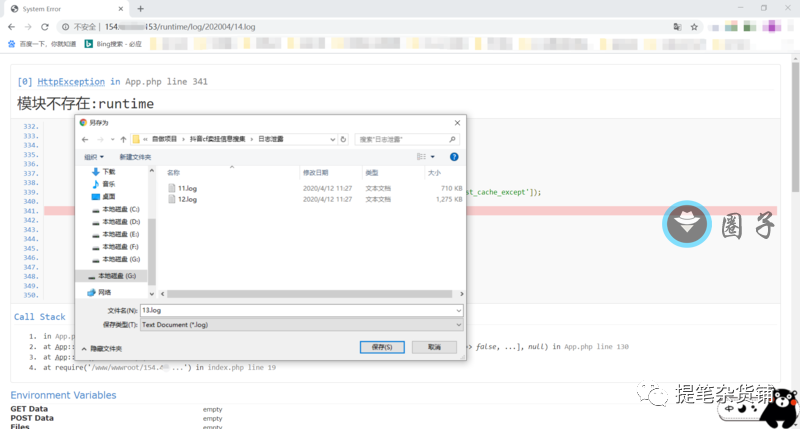 System Error
不安全 154. 153/runtime/log/202004/14.log
百度一下，你就知道 Bing搜索 - 必应
[0] HttpException in App.php line 341
模块不存在:runtime
332.
333.
334.
335.
336.
337.
338.
339. st_cache_except']);
340.
341.
342.
343.
344.
345.
346.
347.
348.
349.
350.
另存为
自做项目 抖音cf卖挂信息搜集 日志泄露
搜索"日志泄露"
组织 新建文件夹
名称 修改日期 类型 大小
11.log 2020/4/12 11:27 文本文档 710 KB
12.log 2020/4/12 11:27 文本文档 1,275 KB
下载
音乐
桌面
本地磁盘 (C:)
本地磁盘 (D:)
本地磁盘 (E:)
本地磁盘 (F:)
本地磁盘 (G:)
本地磁盘 (G:)
网络
文件名(N): 13.log
保存类型(T): Text Document (*.log)
隐藏文件夹 保存(S) 取消
圈子
Call Stack
1. in App.p
2. at App:: > false, ...], null) in App.php line 130
3. at App::
4. at require('/www/wwwroot/154. ...') in index.php line 19
Environment Variables
GET Data empty
POST Data empty
Files empty
提笔杂货铺
中